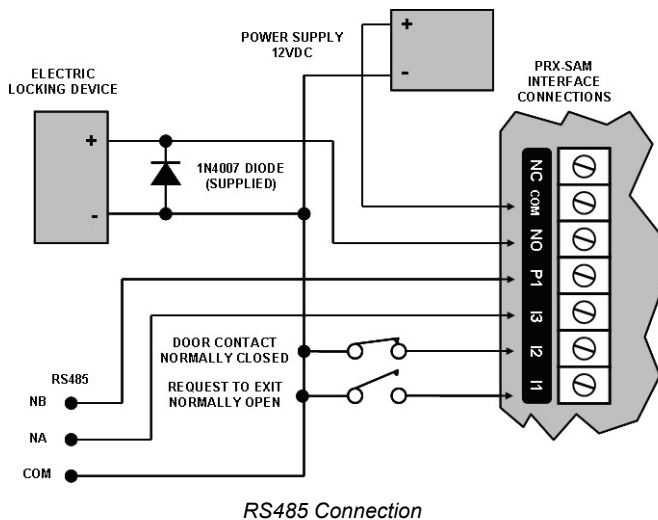 +
POWER SUPPLY
12VDC
-
PRX-SAM
INTERFACE
CONNECTIONS
ELECTRIC
LOCKING DEVICE
+
-
1N4007 DIODE
(SUPPLIED)
NC
COM
NO
P1
I3
I2
I1
DOOR CONTACT
NORMALLY CLOSED
REQUEST TO EXIT
NORMALLY OPEN
RS485
NB
NA
COM
RS485 Connection